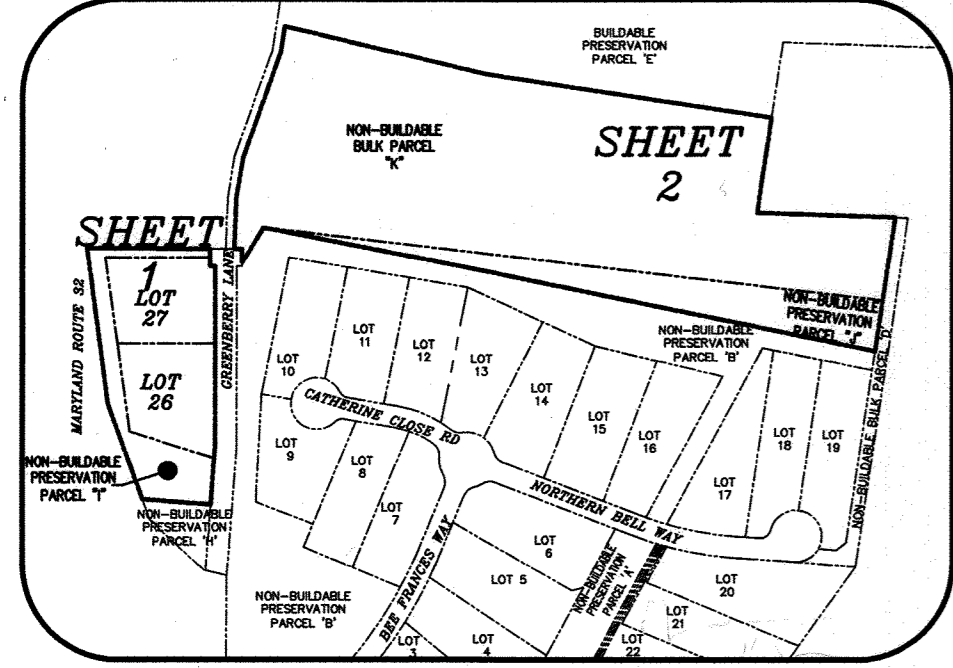 BUILDABLE
PRESERVATION
PARCEL 'E'
NON-BUILDABLE
BULK PARCEL
"K"
SHEET
2
SHEET
1
LOT
27
LOT
26
MARYLAND ROUTE 32
GREENBERRY LANE
NON-BUILDABLE
PRESERVATION
PARCEL "I"
NON-BUILDABLE
PRESERVATION
PARCEL 'H'
NON-BUILDABLE
PRESERVATION
PARCEL "J"
NON-BUILDABLE
PRESERVATION
PARCEL 'B'
NON-BUILDABLE BULK PARCEL 'D'
LOT
10
LOT
11
LOT
12
LOT
13
LOT
14
LOT
15
LOT
16
LOT
17
LOT
18
LOT
19
CATHERINE CLOSE RD
LOT
9
LOT
8
LOT
7
NORTHERN BELL WAY
BEE FRANCES WAY
LOT
6
LOT 5
NON-BUILDABLE
PRESERVATION
PARCEL 'A'
LOT
20
LOT
21
LOT
22
NON-BUILDABLE
PRESERVATION
PARCEL 'B'
LOT
3
LOT
4